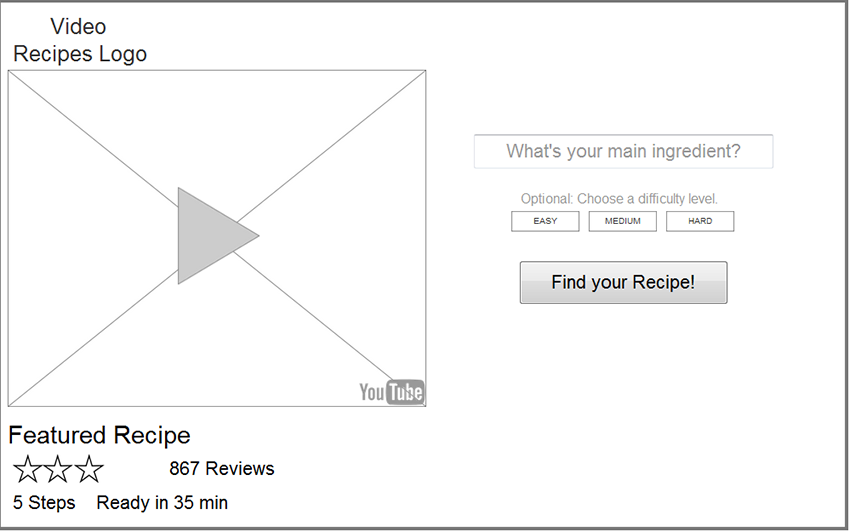 Video
Recipes Logo
What's your main ingredient?
Optional: Choose a difficulty level.
EASY MEDIUM HARD
Find your Recipe!
YouTube
Featured Recipe
867 Reviews
5 Steps Ready in 35 min